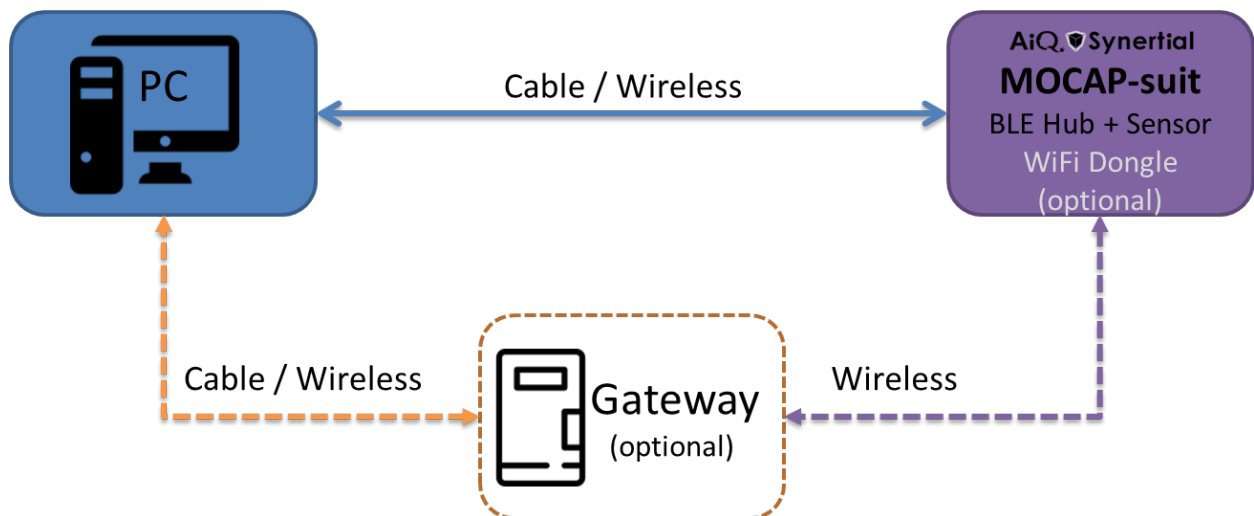 PC
Cable / Wireless
AiQ. Synertial
MOCAP-suit
BLE Hub + Sensor
WiFi Dongle
(optional)
Cable / Wireless
Gateway
(optional)
Wireless